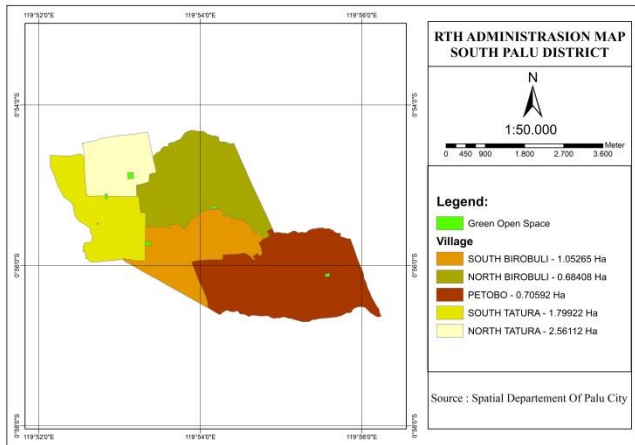 119°52'0"E
119°54'0"E
119°56'0"E
RTH ADMINISTRASION MAP
SOUTH PALU DISTRICT
N
1:50.000
Meter
0 450 900 1.800 2.700 3.600
0°54'0"S
0°54'0"S
0°56'0"S
0°56'0"S
0°58'0"S
0°58'0"S
Legend:
Green Open Space
Village
SOUTH BIROBULI - 1.05265 Ha
NORTH BIROBULI - 0.68408 Ha
PETOBO - 0.70592 Ha
SOUTH TATURA - 1.79922 Ha
NORTH TATURA - 2.56112 Ha
Source : Spatial Departement Of Palu City
119°52'0"E
119°54'0"E
119°56'0"E